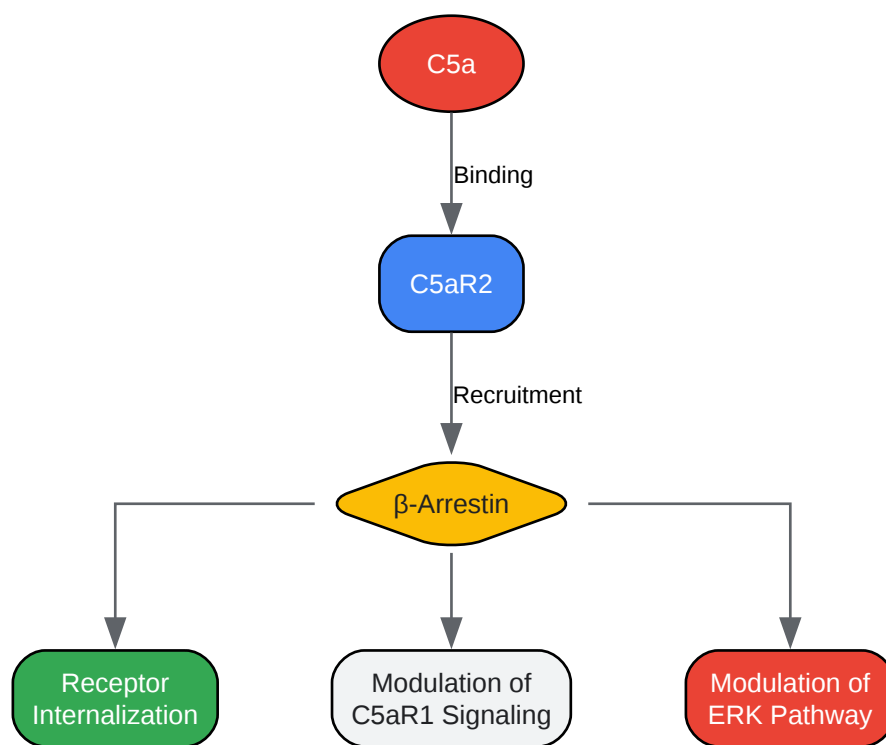 C5a
Binding
C5aR2
Recruitment
β-Arrestin
Receptor
Internalization
Modulation of
C5aR1 Signaling
Modulation of
ERK Pathway